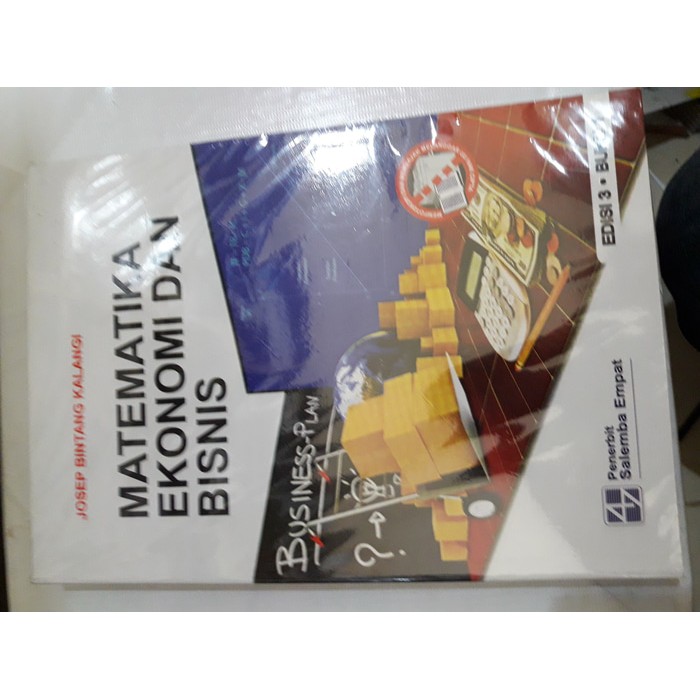 JOSEP BINTANG KALANGI
MATEMATIKA
EKONOMI DAN
BISNIS
BUSINESS-PLAN
?
Penerbit
Salemba Empat
EDISI 3 •